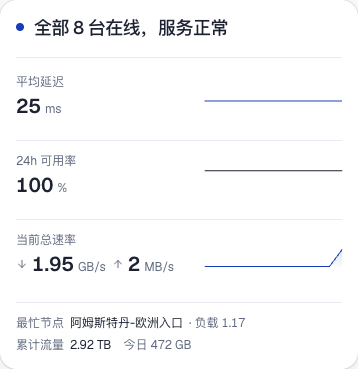 全部 8 台在线，服务正常
平均延迟
25 ms
24h 可用率
100 %
当前总速率
↓ 1.95 GB/s ↑ 2 MB/s
最忙节点 阿姆斯特丹-欧洲入口 · 负载 1.17
累计流量 2.92 TB 今日 472 GB